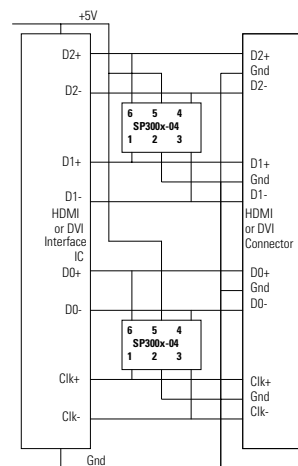 +5V
D2+ D2+
Gnd
D2- D2-
6 5 4
SP300x-04
1 2 3
D1+ D1+
Gnd
D1- D1-
HDMI HDMI
or DVI or DVI
Interface Connector
IC
D0+ D0+
Gnd
D0- D0-
6 5 4
SP300x-04
1 2 3
Clk+ Clk+
Gnd
Clk- Clk-
Gnd